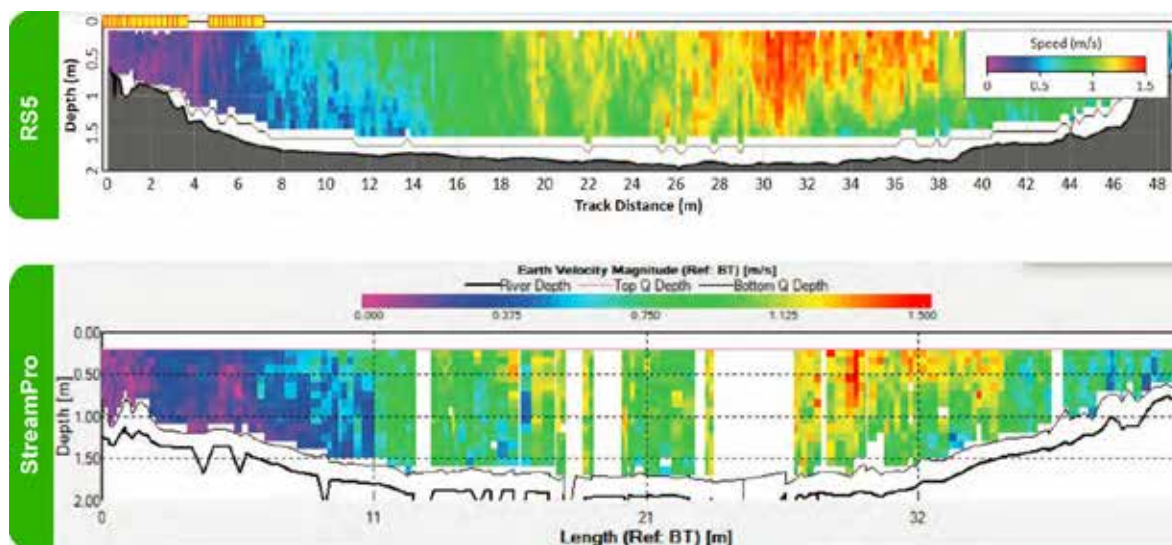 RS5
Depth (m)
0
0.5
1
1.5
2
Speed (m/s)
0 0.5 1 1.5
0 2 4 6 8 10 12 14 16 18 20 22 24 26 28 30 32 34 36 38 40 42 44 46 48
Track Distance (m)
StreamPro
Earth Velocity Magnitude (Ref: BT) [m/s]
River Depth Top Q Depth Bottom Q Depth
0.000 0.375 0.750 1.125 1.500
Depth [m]
0.00
0.50
1.00
1.50
2.00
0 11 21 32
Length (Ref: BT) [m]